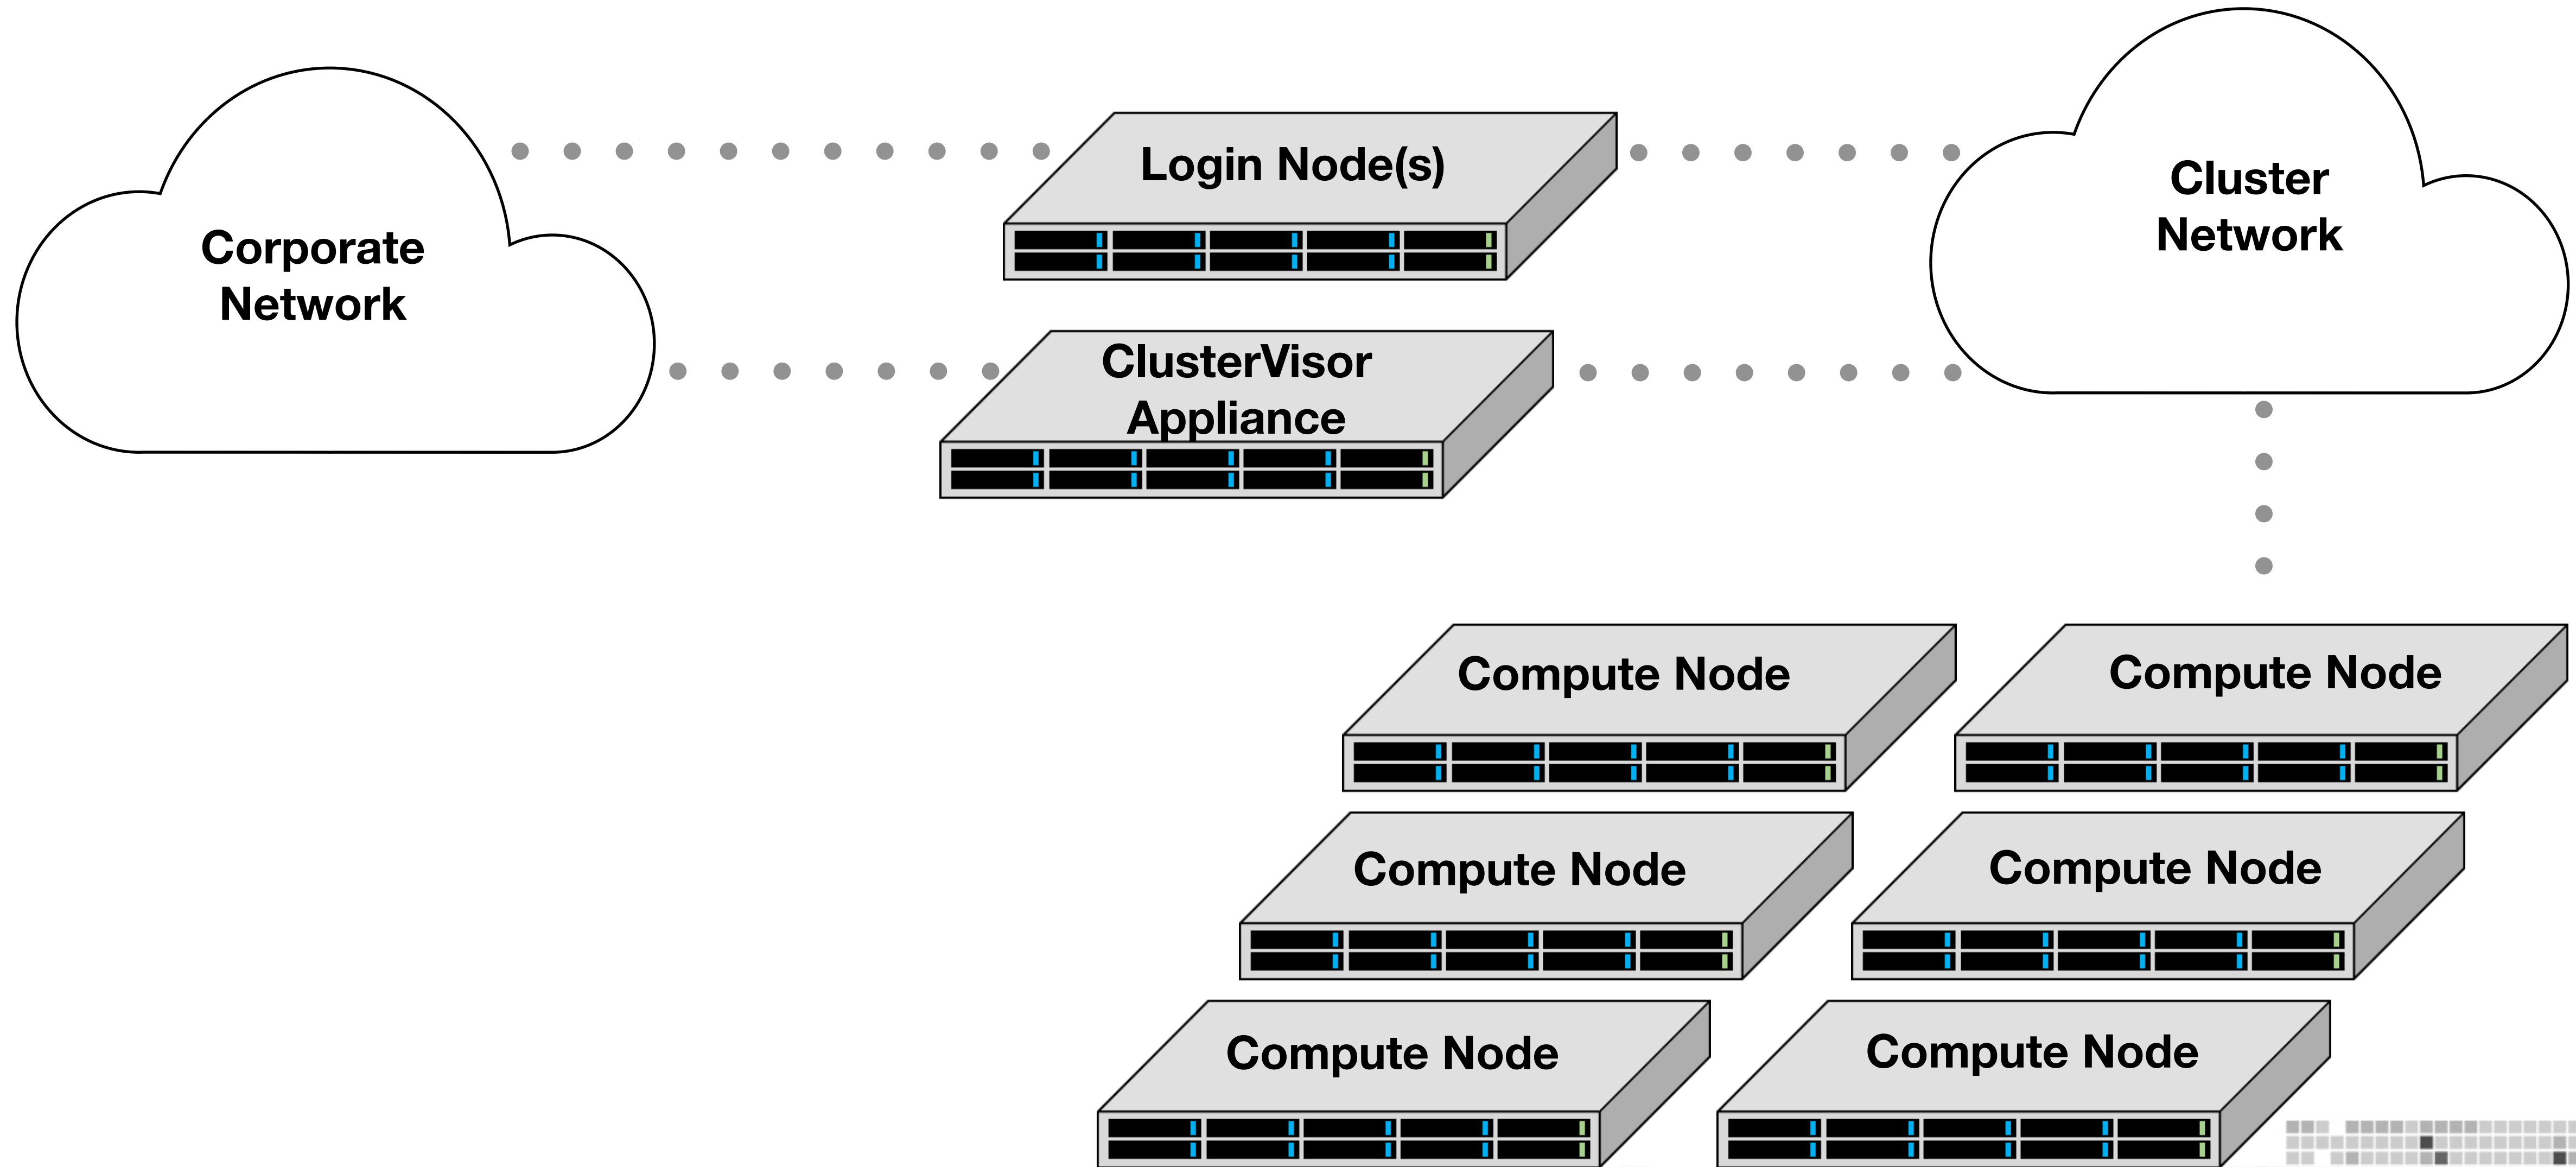 Corporate
Network
Login Node(s)
Cluster
Network
ClusterVisor
Appliance
Compute Node
Compute Node
Compute Node
Compute Node
Compute Node
Compute Node